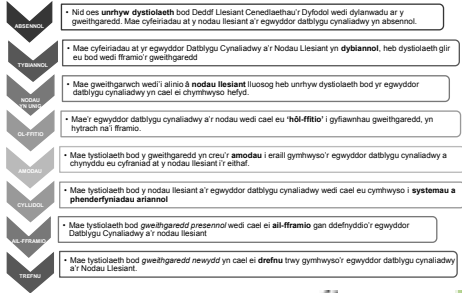 ABSENNOL
• Nid oes unrhyw dystiolaeth bod Deddf Llesiant Cenedlaethau'r Dyfodol wedi dylanwadu ar y
gweithgaredd. Mae cyfeiriadau at y nodau llesiant a'r egwyddor datblygu cynaliadwy yn absennol.
TYBIANNOL
• Mae cyfeiriadau at yr egwyddor Datblygu Cynaliadwy a'r Nodau Llesiant yn dybiannol, heb dystiolaeth glir
eu bod wedi fframio'r gweithgaredd
NODAU
YN UNIG
• Mae gweithgarwch wedi'i alinio â nodau llesiant lluosog heb unrhyw dystiolaeth bod yr egwyddor
datblygu cynaliadwy yn cael ei chymhwyso hefyd.
OL-FFITIO
• Mae'r egwyddor datblygu cynaliadwy a'r nodau wedi cael eu 'hôl-ffitio' i gyfiawnhau gweithgaredd, yn
hytrach na'i fframio.
AMODAU
• Mae tystiolaeth bod y gweithgaredd yn creu'r amodau i eraill gymhwyso'r egwyddor datblygu cynaliadwy a
chynyddu eu cyfraniad at y nodau llesiant i'r eithaf.
CYLLIDOL
• Mae tystiolaeth bod y nodau llesiant a'r egwyddor datblygu cynaliadwy wedi cael eu cymhwyso i systemau a
phenderfyniadau ariannol
AIL-FFRAMIO
• Mae tystiolaeth bod gweithgaredd presennol wedi cael ei ail-fframio gan ddefnyddio'r egwyddor
Datblygu Cynaliadwy a'r nodau llesiant
TREFNU
• Mae tystiolaeth bod gweithgaredd newydd yn cael ei drefnu trwy gymhwyso'r egwyddor datblygu cynaliadwy
a'r Nodau Llesiant.